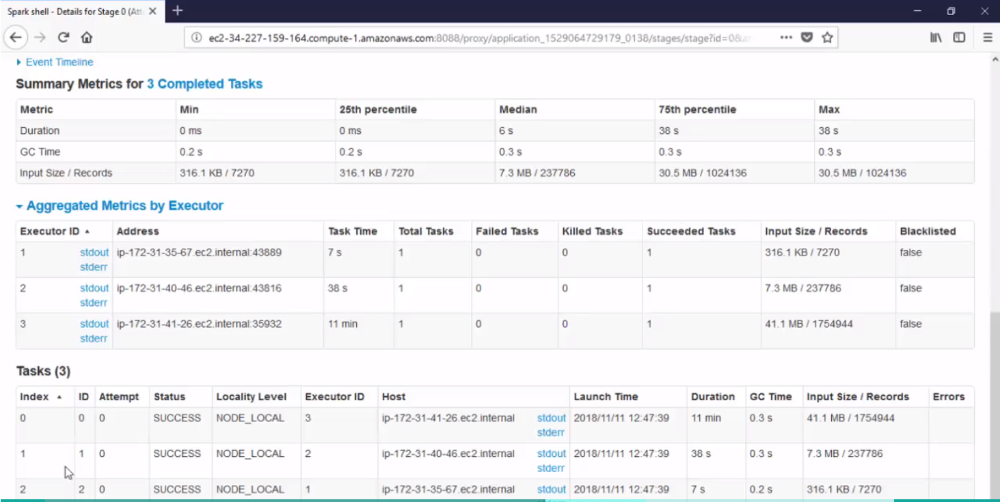 Spark shell - Details for Stage 0 (Att
ec2-34-227-159-164.compute-1.amazonaws.com:8088/proxy/application_1529064729179_0138/stages/stage?id=0&a
Event Timeline
Summary Metrics for 3 Completed Tasks
Metric Min 25th percentile Median 75th percentile Max
Duration 0 ms 0 ms 6 s 38 s 38 s
GC Time 0.2 s 0.2 s 0.3 s 0.3 s 0.3 s
Input Size / Records 316.1 KB / 7270 316.1 KB / 7270 7.3 MB / 237786 30.5 MB / 1024136 30.5 MB / 1024136
Aggregated Metrics by Executor
Executor ID Address Task Time Total Tasks Failed Tasks Killed Tasks Succeeded Tasks Input Size / Records Blacklisted
1 stdout ip-172-31-35-67.ec2.internal:43889 7 s 1 0 0 1 316.1 KB / 7270 false
stderr
2 stdout ip-172-31-40-46.ec2.internal:43816 38 s 1 0 0 1 7.3 MB / 237786 false
stderr
3 stdout ip-172-31-41-26.ec2.internal:35932 11 min 1 0 0 1 41.1 MB / 1754944 false
stderr
Tasks (3)
Index ID Attempt Status Locality Level Executor ID Host Launch Time Duration GC Time Input Size / Records Errors
0 0 0 SUCCESS NODE_LOCAL 3 ip-172-31-41-26.ec2.internal stdout 2018/11/11 12:47:39 11 min 0.3 s 41.1 MB / 1754944
stderr
1 1 0 SUCCESS NODE_LOCAL 2 ip-172-31-40-46.ec2.internal stdout 2018/11/11 12:47:39 38 s 0.3 s 7.3 MB / 237786
stderr
2 2 0 SUCCESS NODE_LOCAL 1 ip-172-31-35-67.ec2.internal stdout 2018/11/11 12:47:39 7 s 0.2 s 316.1 KB / 7270